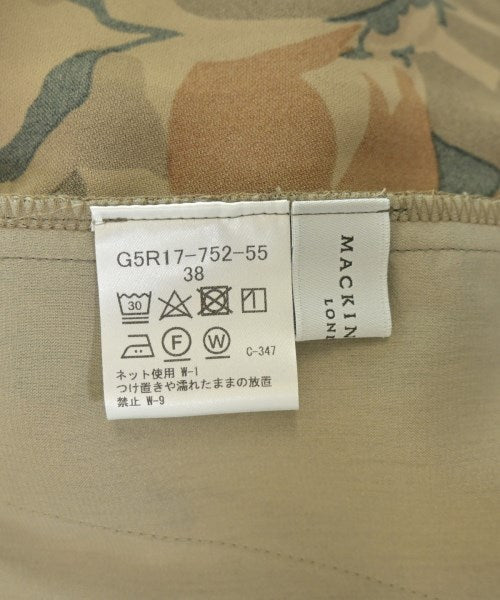 G5R17-752-55
38
30
F W C-347
ネット使用 W-1
つけ置きや濡れたままの放置
禁止 W-9
MACKIN
LON